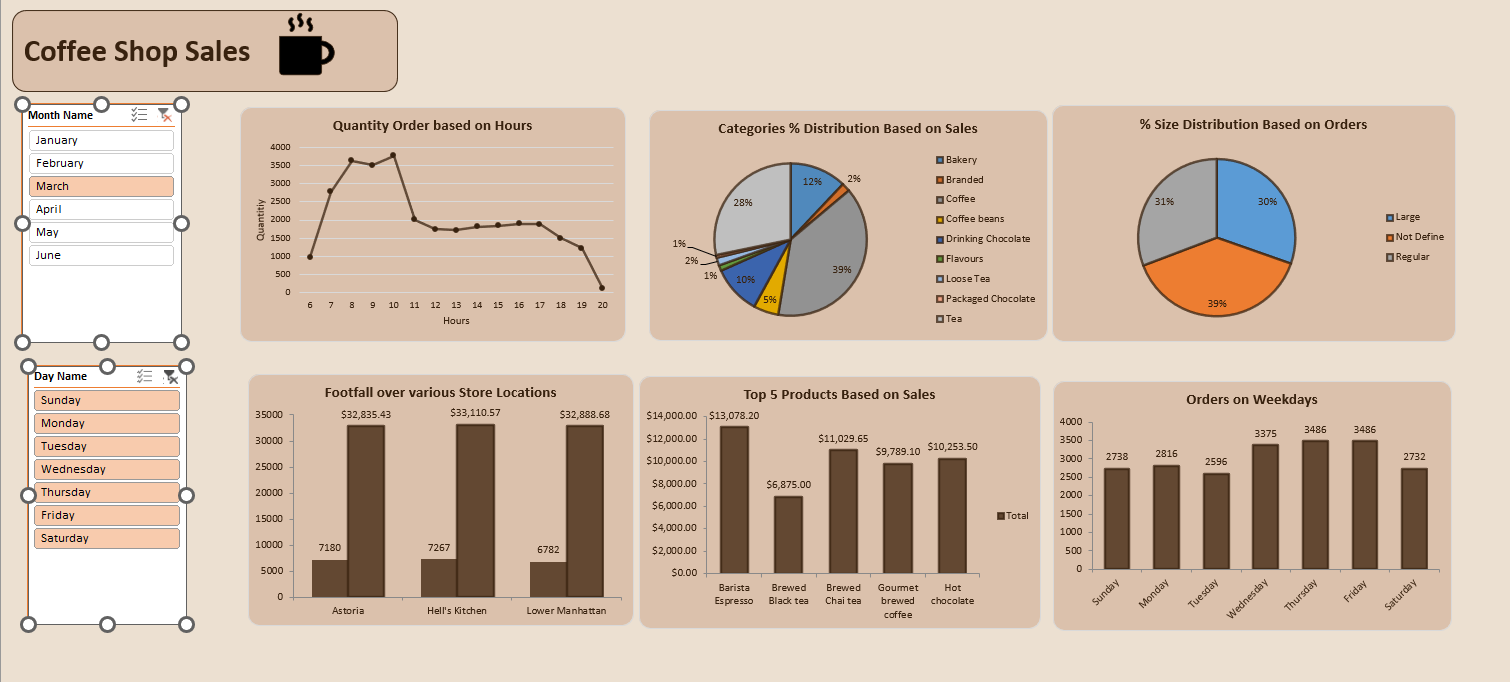 Coffee Shop Sales
Month Name
January
February
March
April
May
June
Day Name
Sunday
Monday
Tuesday
Wednesday
Thursday
Friday
Saturday
Quantity Order based on Hours
Quantitiy
4000
3500
3000
2500
2000
1500
1000
500
0
6 7 8 9 10 11 12 13 14 15 16 17 18 19 20
Hours
Categories % Distribution Based on Sales
12%
2%
39%
5%
10%
1%
2%
1%
28%
Bakery
Branded
Coffee
Coffee beans
Drinking Chocolate
Flavours
Loose Tea
Packaged Chocolate
Tea
% Size Distribution Based on Orders
30%
39%
31%
Large
Not Define
Regular
Footfall over various Store Locations
35000
30000
25000
20000
15000
10000
5000
0
7180 $32,835.43
7267 $33,110.57
6782 $32,888.68
Astoria Hell's Kitchen Lower Manhattan
Top 5 Products Based on Sales
$14,000.00
$12,000.00
$10,000.00
$8,000.00
$6,000.00
$4,000.00
$2,000.00
$0.00
$13,078.20
$6,875.00
$11,029.65
$9,789.10
$10,253.50
Barista
Espresso
Brewed
Black tea
Brewed
Chai tea
Gourmet
brewed
coffee
Hot
chocolate
Total
Orders on Weekdays
4000
3500
3000
2500
2000
1500
1000
500
0
2738 2816 2596 3375 3486 3486 2732
Sunday Monday Tuesday Wednesday Thursday Friday Saturday